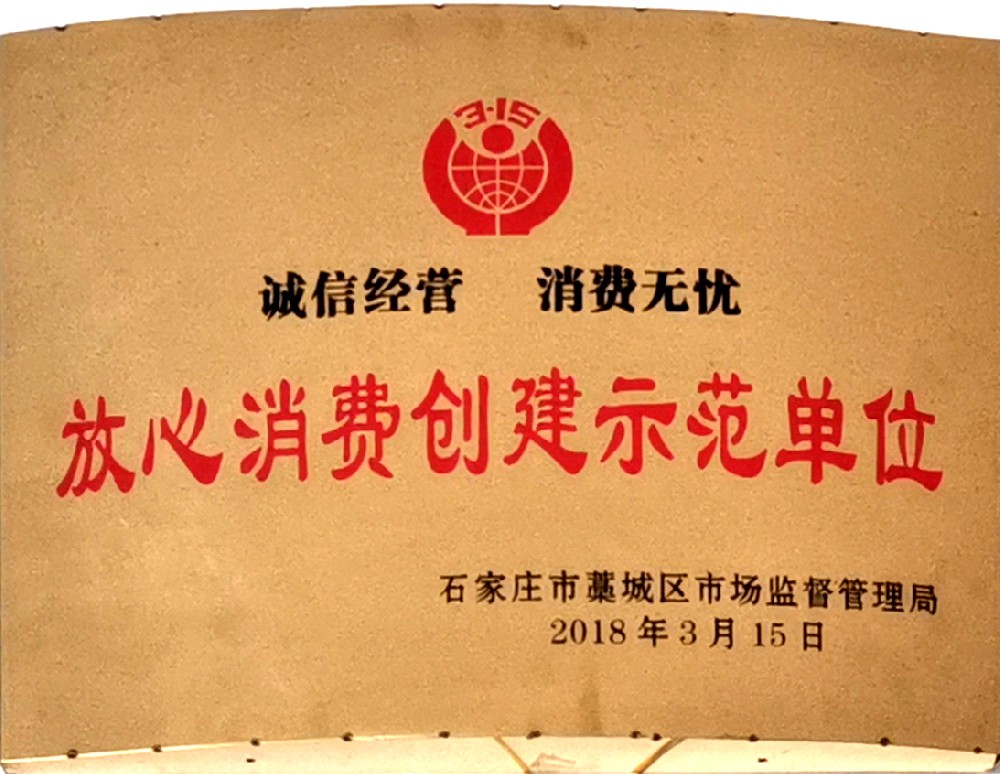 3·15
诚信经营 消费无忧
放心消费创建示范单位
石家庄市藁城区市场监督管理局
2018年3月15日